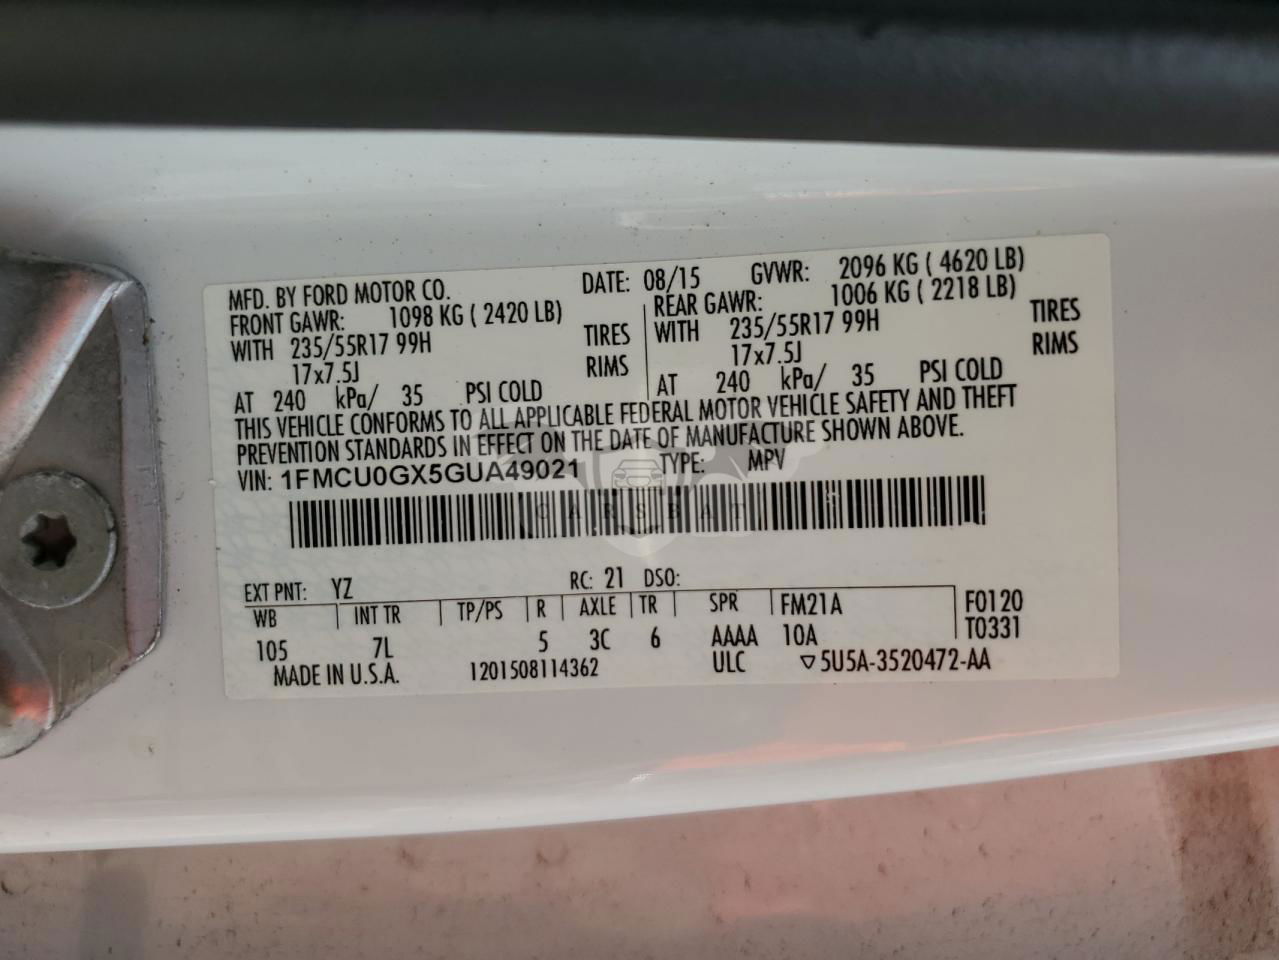 MFD. BY FORD MOTOR CO. DATE: 08/15 GVWR: 2096 KG ( 4620 LB)
FRONT GAWR: 1098 KG ( 2420 LB) REAR GAWR: 1006 KG ( 2218 LB)
WITH 235/55R17 99H TIRES WITH 235/55R17 99H TIRES
17x7.5J RIMS 17x7.5J RIMS
AT 240 kPa/ 35 PSI COLD AT 240 kPa/ 35 PSI COLD
THIS VEHICLE CONFORMS TO ALL APPLICABLE FEDERAL MOTOR VEHICLE SAFETY AND THEFT
PREVENTION STANDARDS IN EFFECT ON THE DATE OF MANUFACTURE SHOWN ABOVE.
VIN: 1FMCU0GX5GUA49021 TYPE: MPV
CARSBAT
EXT PNT: YZ RC: 21 DSO:
WB INT TR TP/PS R AXLE TR SPR FM21A F0120
105 7L 5 3C 6 AAAA 10A T0331
MADE IN U.S.A. 1201508114362 ULC ▽5U5A-3520472-AA